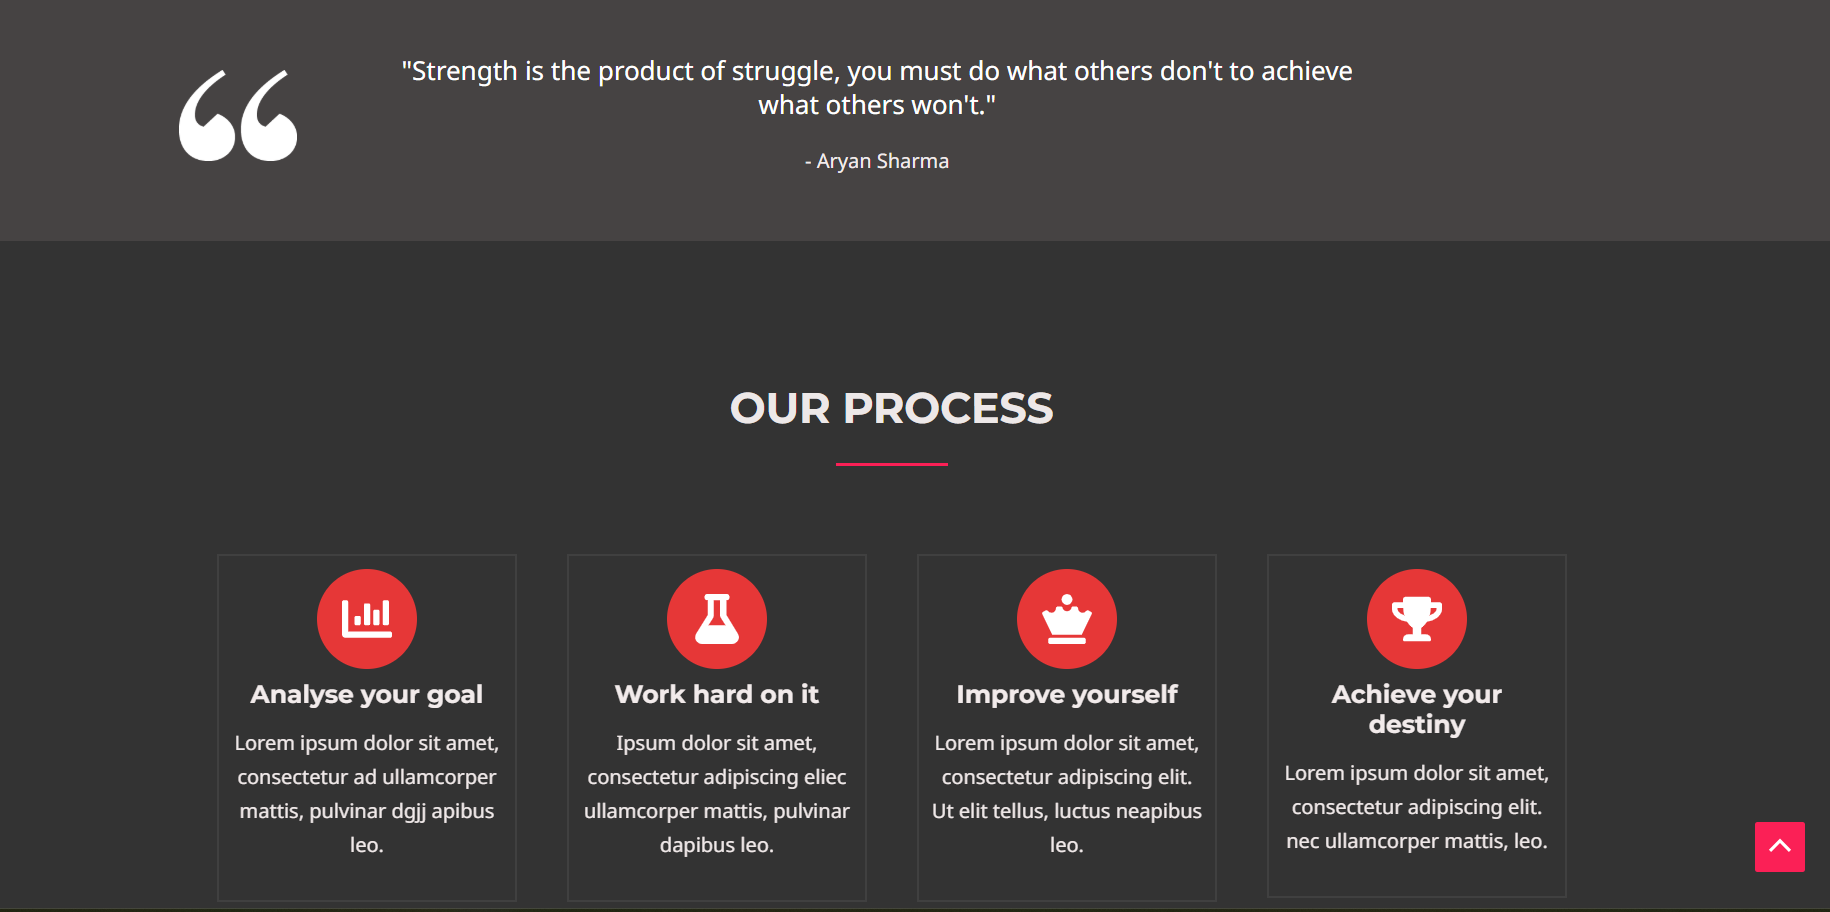 "Strength is the product of struggle, you must do what others don't to achieve
what others won't."
- Aryan Sharma
OUR PROCESS
Analyse your goal
Lorem ipsum dolor sit amet,
consectetur ad ullamcorper
mattis, pulvinar dgjj apibus
leo.
Work hard on it
Ipsum dolor sit amet,
consectetur adipiscing eliec
ullamcorper mattis, pulvinar
dapibus leo.
Improve yourself
Lorem ipsum dolor sit amet,
consectetur adipiscing elit.
Ut elit tellus, luctus neapibus
leo.
Achieve your
destiny
Lorem ipsum dolor sit amet,
consectetur adipiscing elit.
nec ullamcorper mattis, leo.